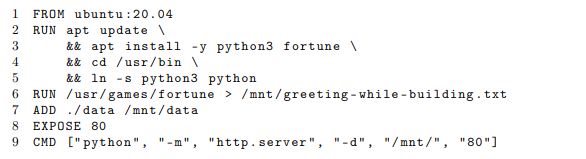 1 FROM ubuntu:20.04
2 RUN apt update \
3 && apt install -y python3 fortune \
4 && cd /usr/bin \
5 && ln -s python3 python
6 RUN /usr/games/fortune > /mnt/greeting-while-building.txt
7 ADD ./data /mnt/data
8 EXPOSE 80
9 CMD ["python", "-m", "http.server", "-d", "/mnt/", "80"]